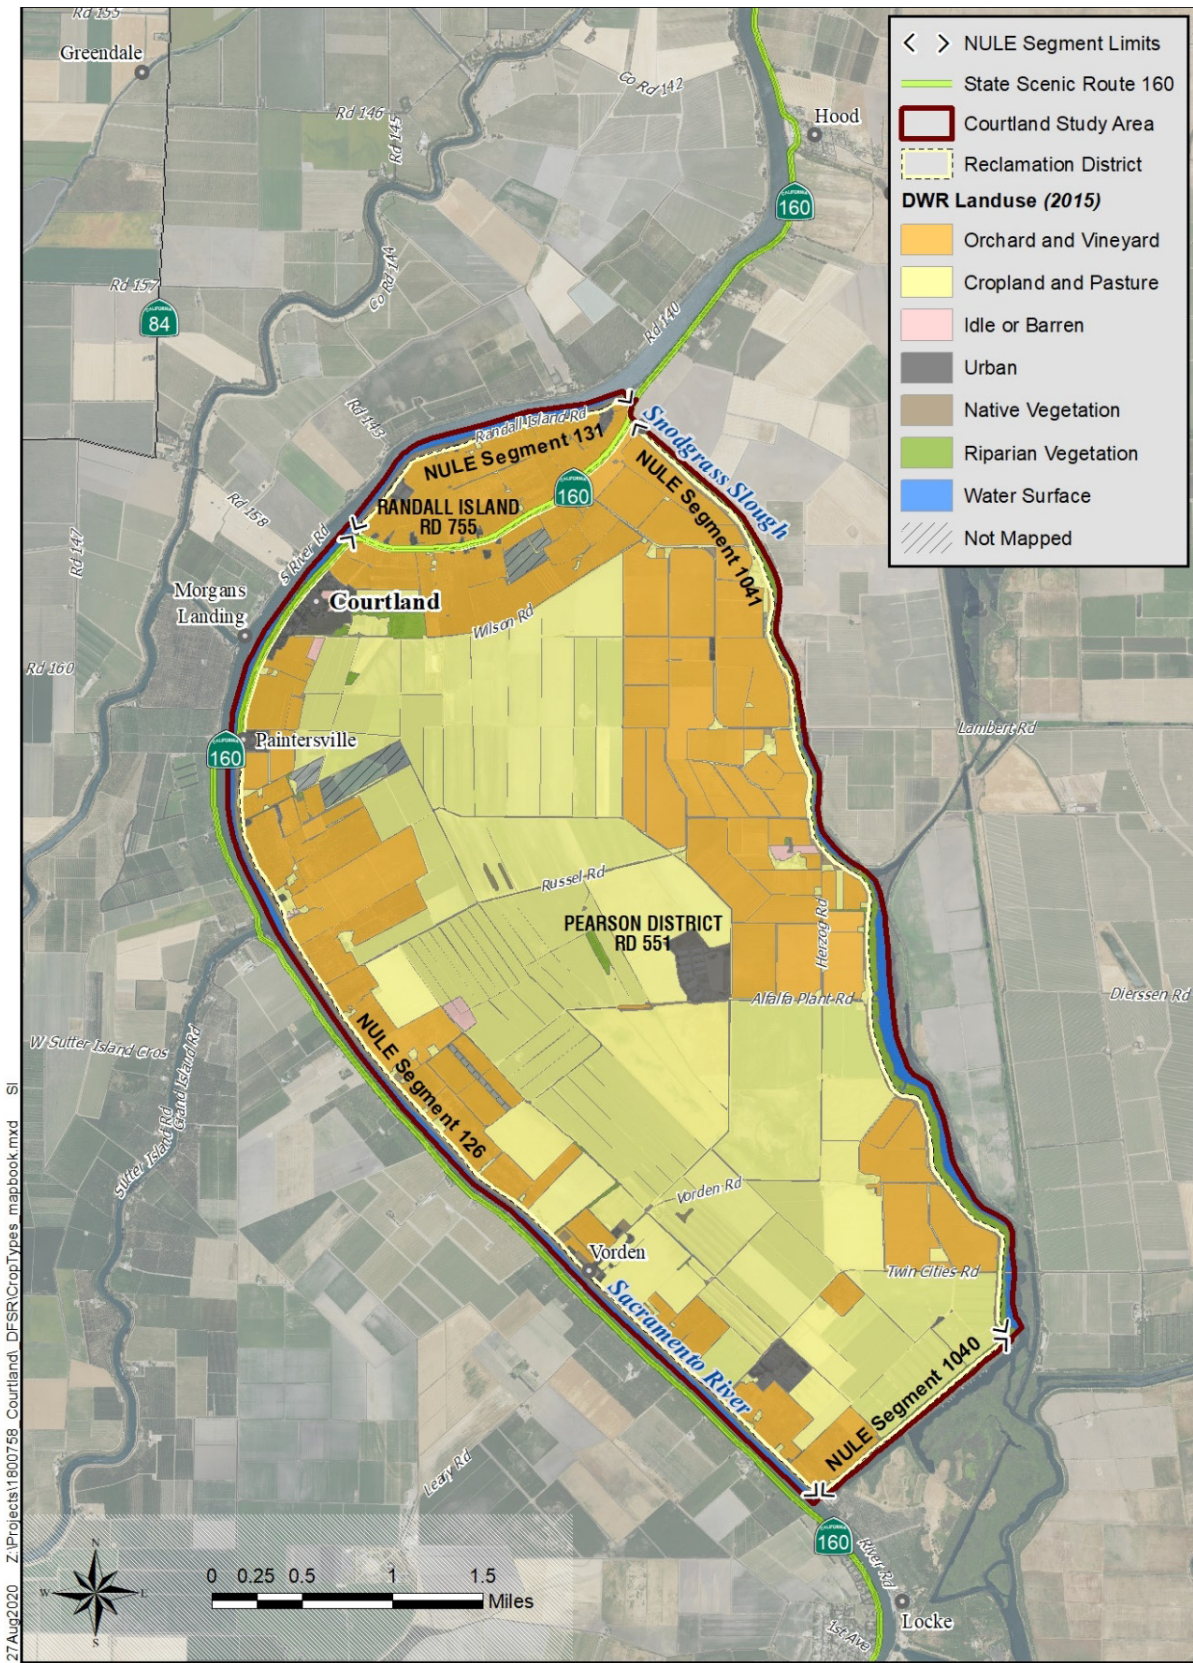 Rd 155
Greendale
Co Rd 142
Rd 146
Rd 145
Hood
160
Co Rd 144
Rd 157
84
Rd 140
Rd 143
Randall Island Rd
NULE Segment 131
Snodgrass Slough
NULE Segment 1041
160
RANDALL ISLAND
RD 755
Rd 158
Rd 147
S River Rd
Morgans
Landing
Courtland
Wilson Rd
Rd 160
Paintersville
160
Lambert Rd
Russel Rd
PEARSON DISTRICT
RD 551
Herzog Rd
Alfalfa Plant Rd
Dierssen Rd
W Sutter Island Cros
Sutter Island Rd
Grand Island Rd
NULE Segment 126
Vorden Rd
Vorden
Twin Cities Rd
Sacramento River
NULE Segment 1040
Leary Rd
160
River Rd
Locke
1st Ave
NULE Segment Limits
State Scenic Route 160
Courtland Study Area
Reclamation District
DWR Landuse (2015)
Orchard and Vineyard
Cropland and Pasture
Idle or Barren
Urban
Native Vegetation
Riparian Vegetation
Water Surface
Not Mapped
N
W E
S
0 0.25 0.5 1 1.5
Miles
27Aug2020 Z:\Projects\1800758_Courtland\_DFSR\CropTypes_mapbook.mxd SI